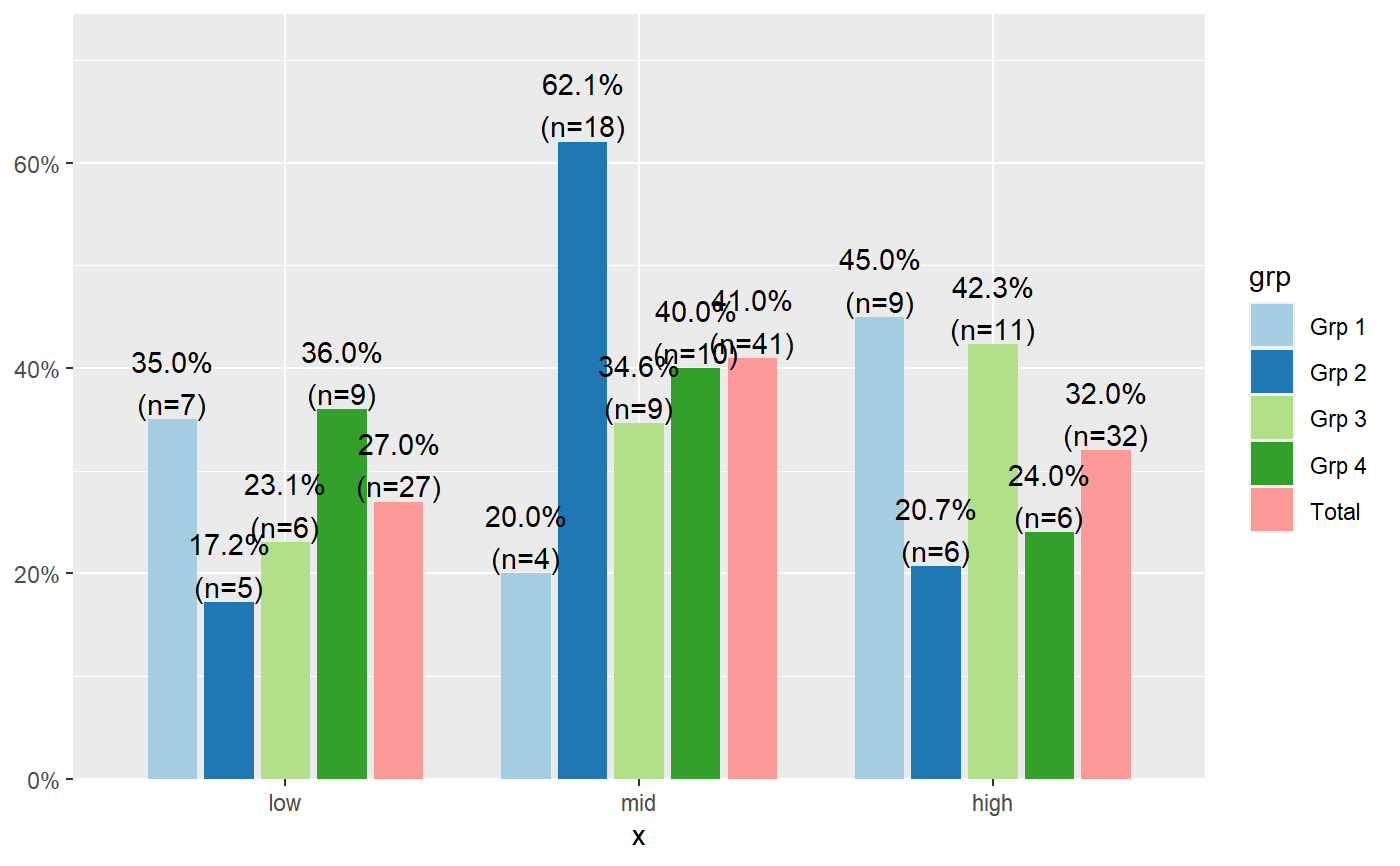 62.1%
(n=18)
60%
45.0%
(n=9)
42.3%
(n=11)
41.0%
(n=41)
40.0%
(n=10)
40%
35.0%
(n=7)
36.0%
(n=9)
34.6%
(n=9)
32.0%
(n=32)
27.0%
(n=27)
23.1%
(n=6)
24.0%
(n=6)
20.0%
(n=4)
20.7%
(n=6)
17.2%
(n=5)
20%
0%
low
mid
high
x
grp
Grp 1
Grp 2
Grp 3
Grp 4
Total